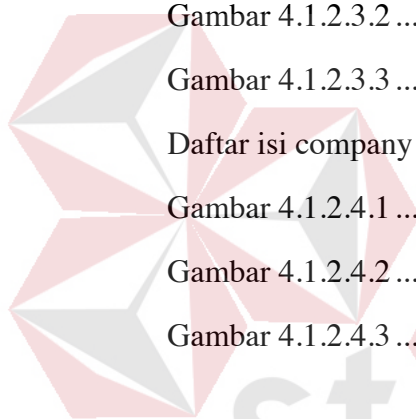 Gambar 4.1.2.3.2 ...
Gambar 4.1.2.3.3 ...
Daftar isi company
Gambar 4.1.2.4.1 ...
Gambar 4.1.2.4.2 ...
Gambar 4.1.2.4.3 ...